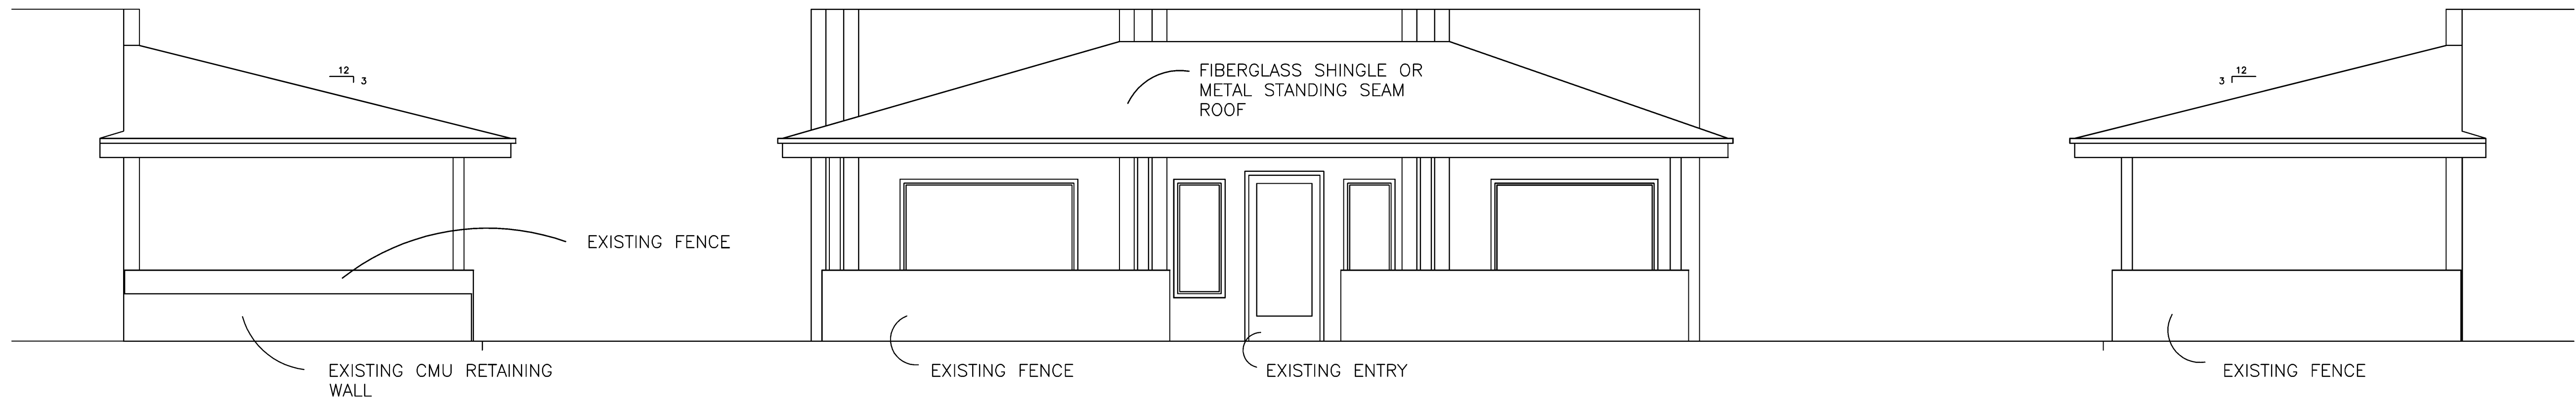 12
3
FIBERGLASS SHINGLE OR
METAL STANDING SEAM
ROOF
12
3
EXISTING FENCE
EXISTING CMU RETAINING
WALL
EXISTING FENCE
EXISTING ENTRY
EXISTING FENCE